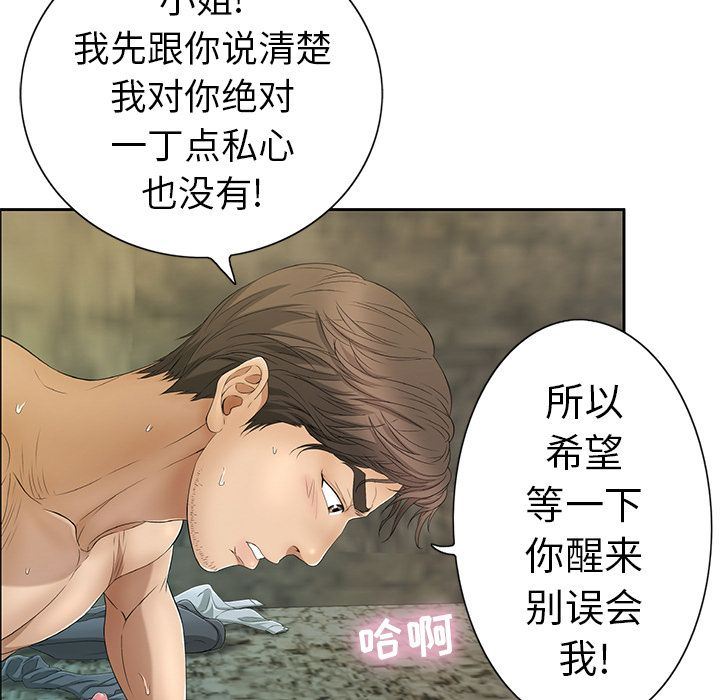 小姐!
我先跟你说清楚
我对你绝对
一丁点私心
也没有!
所以
希望
等一下
你醒来
别误会
我!
哈啊